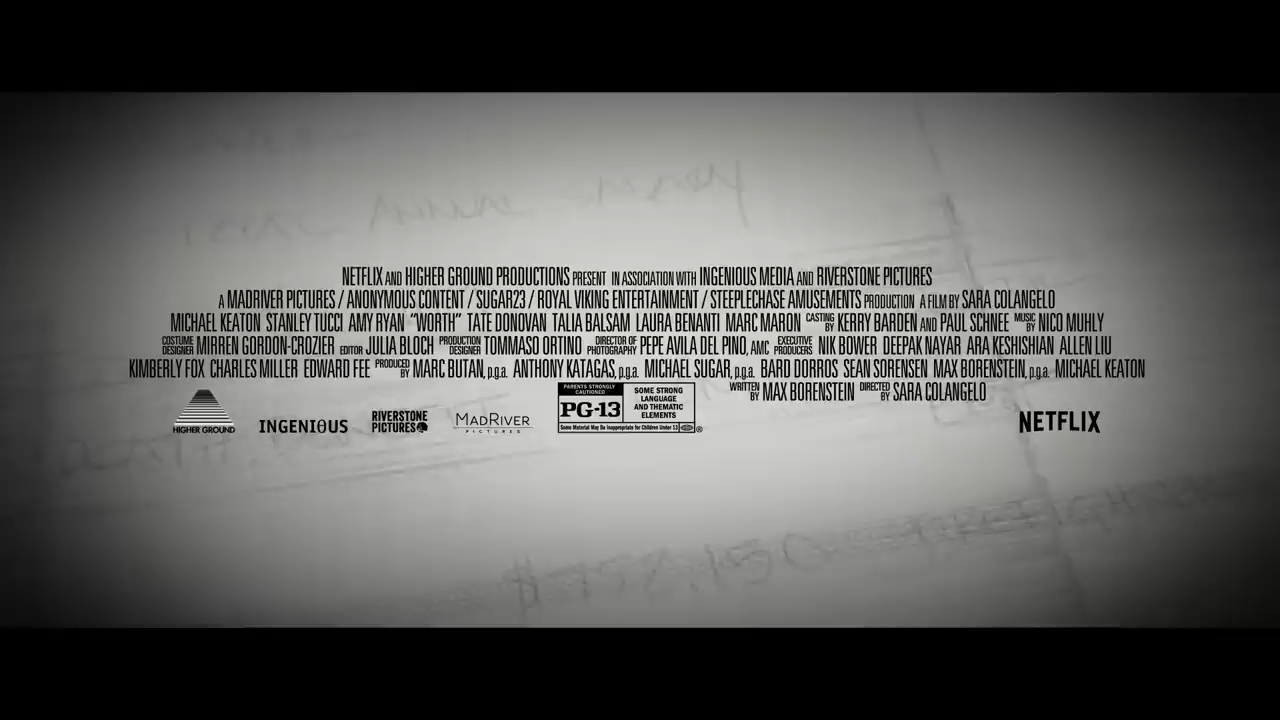 ANNUAL
NETFLIX AND HIGHER GROUND PRODUCTIONS PRESENT IN ASSOCIATION WITH INGENIOUS MEDIA AND RIVERSTONE PICTURES
A MADRIVER PICTURES / ANONYMOUS CONTENT / SUGAR23 / ROYAL VIKING ENTERTAINMENT / STEEPLECHASE AMUSEMENTS PRODUCTION A FILM BY SARA COLANGELO
MICHAEL KEATON STANLEY TUCCI AMY RYAN "WORTH" TATE DONOVAN TALIA BALSAM LAURA BENANTI MARC MARON CASTING BY KERRY BARDEN AND PAUL SCHNEE MUSIC BY NICO MUHLY
COSTUME DESIGNER MIRREN GORDON-CROZIER EDITOR JULIA BLOCH PRODUCTION DESIGNER TOMMASO ORTINO DIRECTOR OF PHOTOGRAPHY PEPE AVILA DEL PINO, AMC EXECUTIVE PRODUCERS NIK BOWER DEEPAK NAYAR ARA KESHISHIAN ALLEN LIU
KIMBERLY FOX CHARLES MILLER EDWARD FEE PRODUCED BY MARC BUTAN, p.g.a. ANTHONY KATAGAS, p.g.a. MICHAEL SUGAR, p.g.a. BARD DORROS SEAN SORENSEN MAX BORENSTEIN, p.g.a. MICHAEL KEATON
WRITTEN BY MAX BORENSTEIN DIRECTED BY SARA COLANGELO
HIGHER GROUND
INGENIOUS
RIVERSTONE
PICTURES
MADRIVER
PICTURES
PARENTS STRONGLY CAUTIONED
PG-13
SOME STRONG
LANGUAGE
AND THEMATIC
ELEMENTS
Some Material May Be Inappropriate for Children Under 13
®
NETFLIX